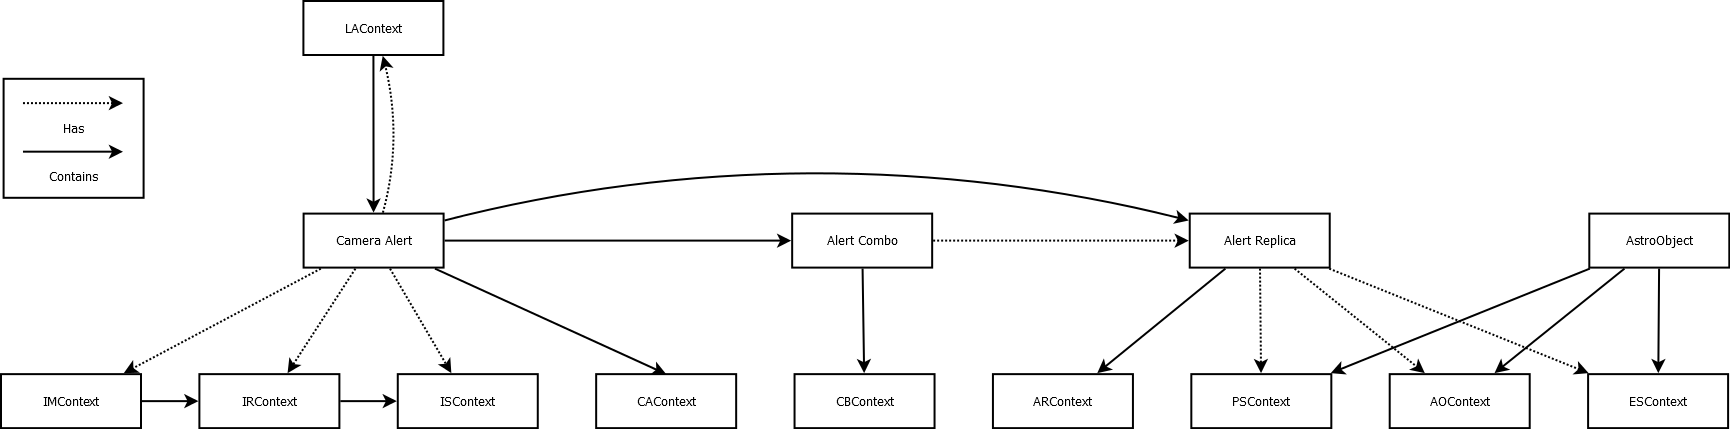 LAContext
Has
Contains
Camera Alert
Alert Combo
Alert Replica
AstroObject
IMContext
IRContext
ISContext
CAContext
CBContext
ARContext
PSContext
AOContext
ESContext